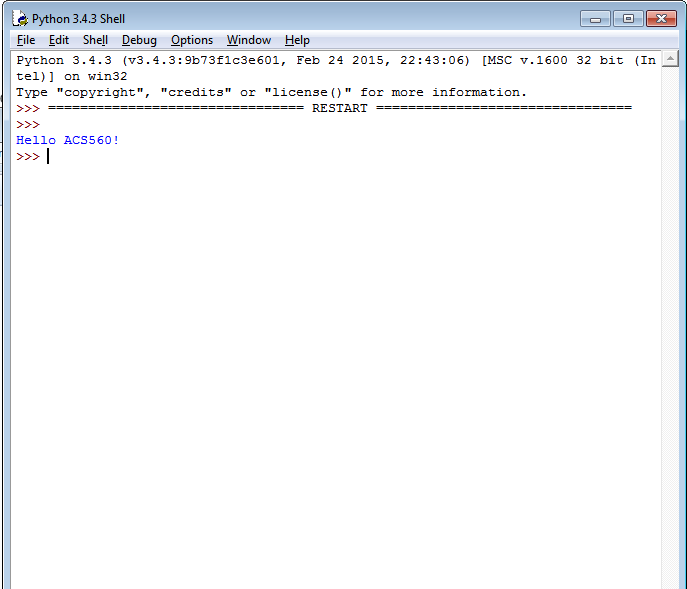 Python 3.4.3 Shell
File Edit Shell Debug Options Window Help
Python 3.4.3 (v3.4.3:9b73f1c3e601, Feb 24 2015, 22:43:06) [MSC v.1600 32 bit (In
tel)] on win32
Type "copyright", "credits" or "license()" for more information.
>>> ================================ RESTART ================================
>>>
Hello ACS560!
>>>